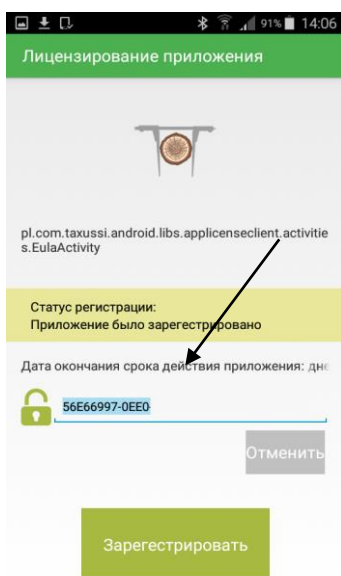 91% 14:06
Лицензирование приложения
pl.com.taxussi.android.libs.applicenseclient.activitie
s.EulaActivity
Статус регистрации:
Приложение было зарегестрировано
Дата окончания срока действия приложения: дне
56E66997-0EE0-
Отменить
Зарегестрировать